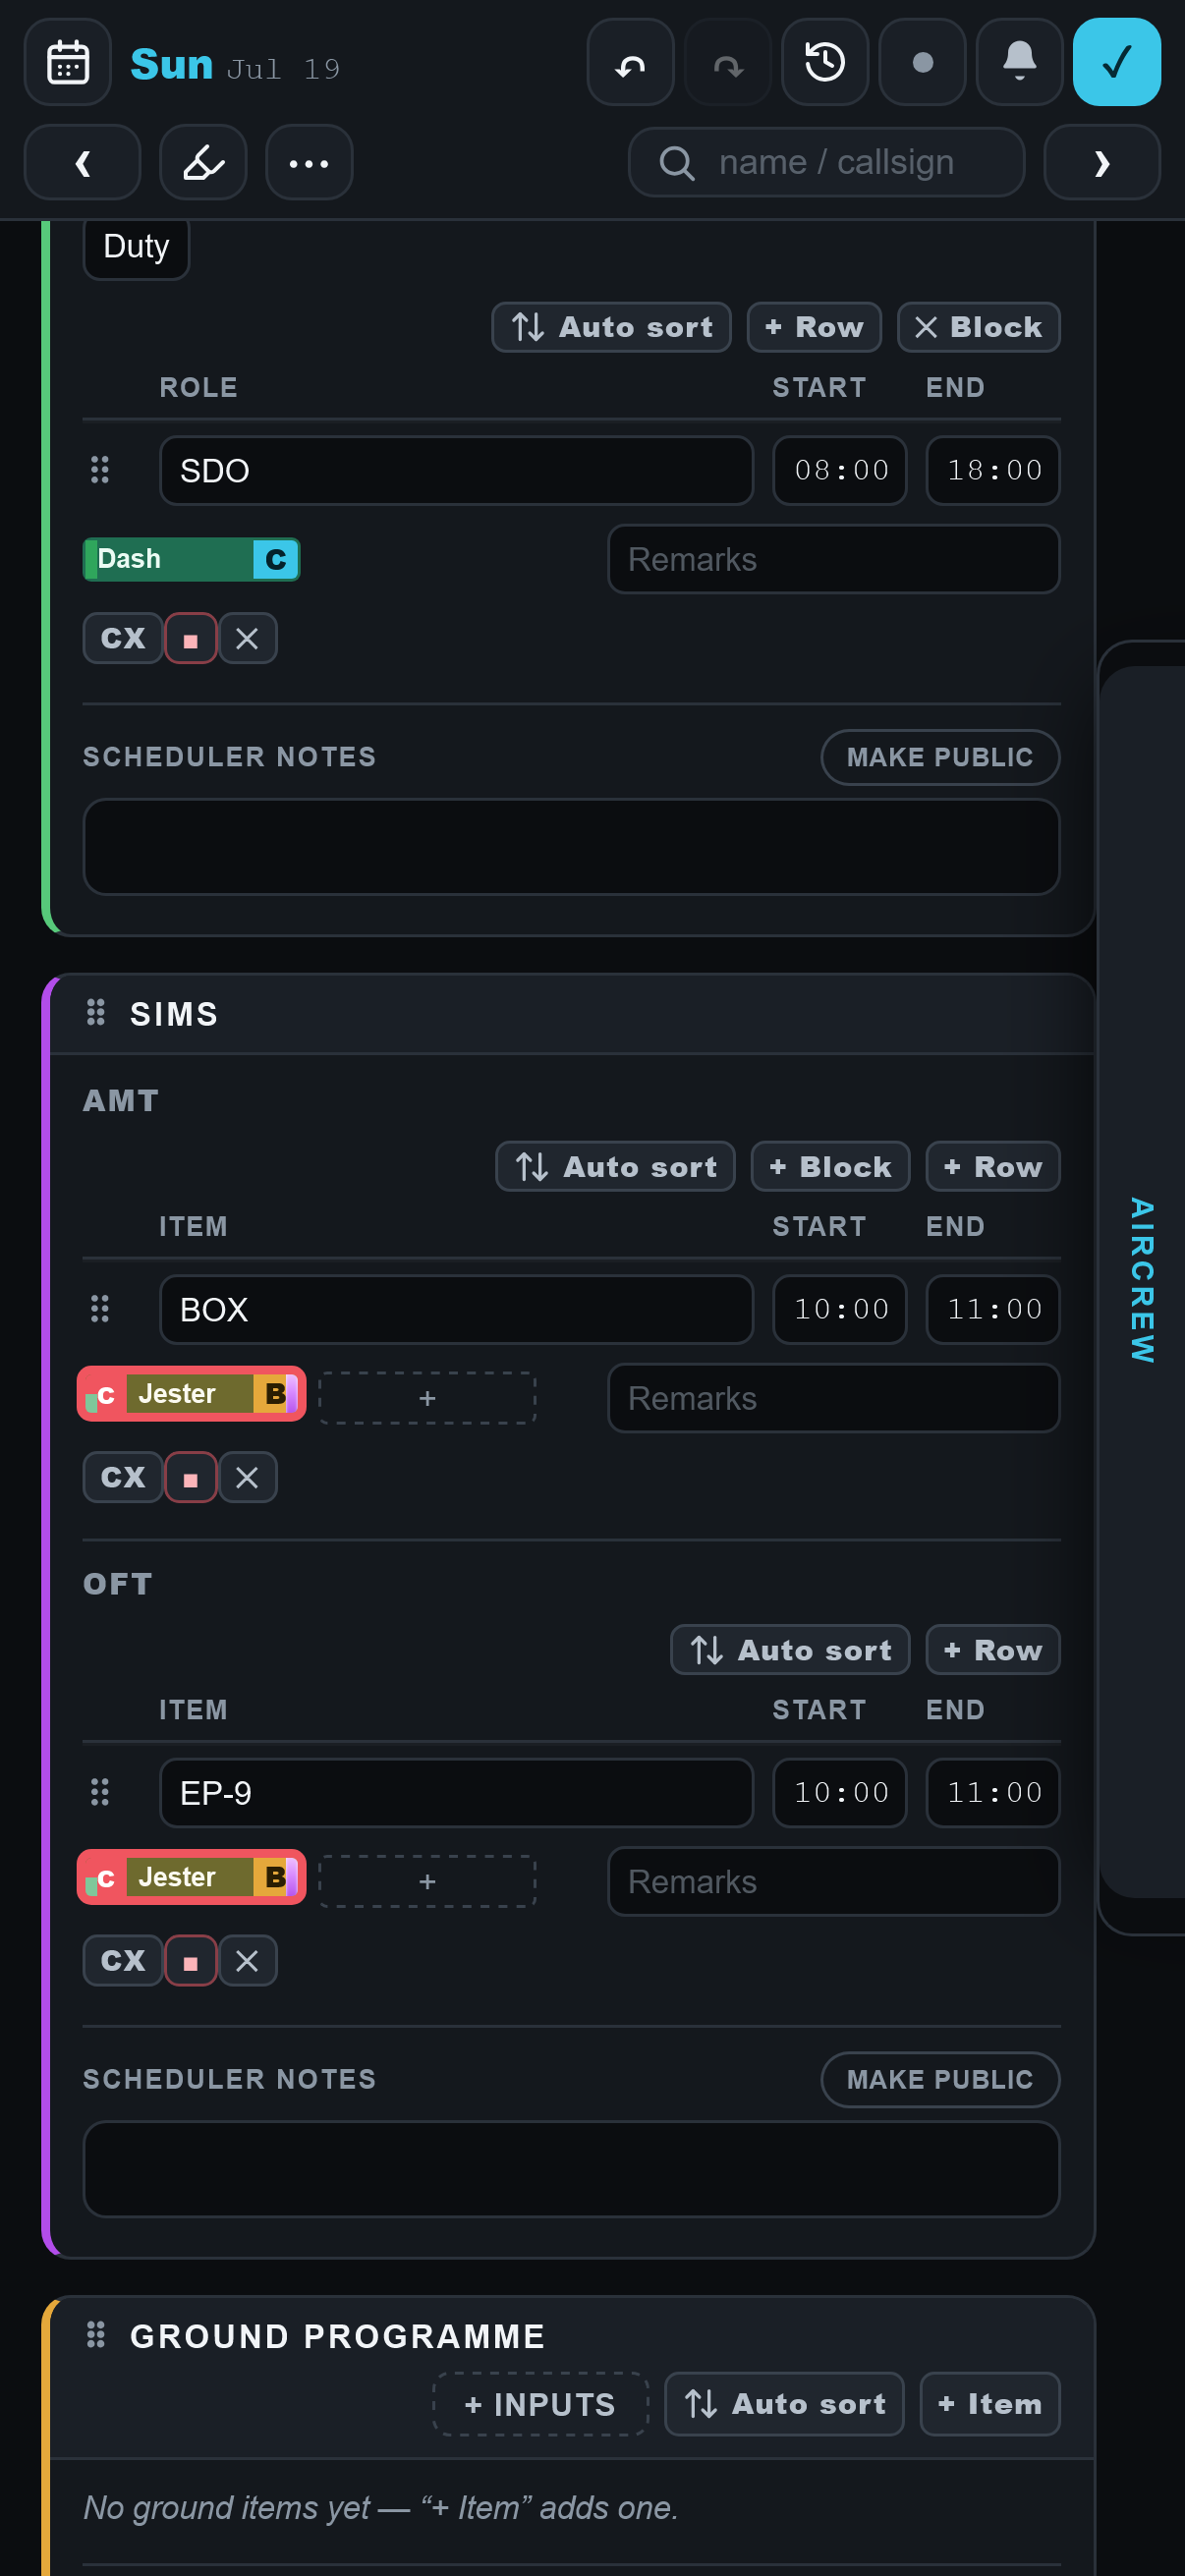 Sun Jul 19
name / callsign
Duty
Auto sort + Row × Block
ROLE START END
SDO 08:00 18:00
Dash C Remarks
CX
SCHEDULER NOTES MAKE PUBLIC
SIMS
AMT
Auto sort + Block + Row
ITEM START END
BOX 10:00 11:00
C Jester B + Remarks
CX
OFT
Auto sort + Row
ITEM START END
EP-9 10:00 11:00
C Jester B + Remarks
CX
SCHEDULER NOTES MAKE PUBLIC
AIRCREW
GROUND PROGRAMME
+ INPUTS Auto sort + Item
No ground items yet — “+ Item” adds one.